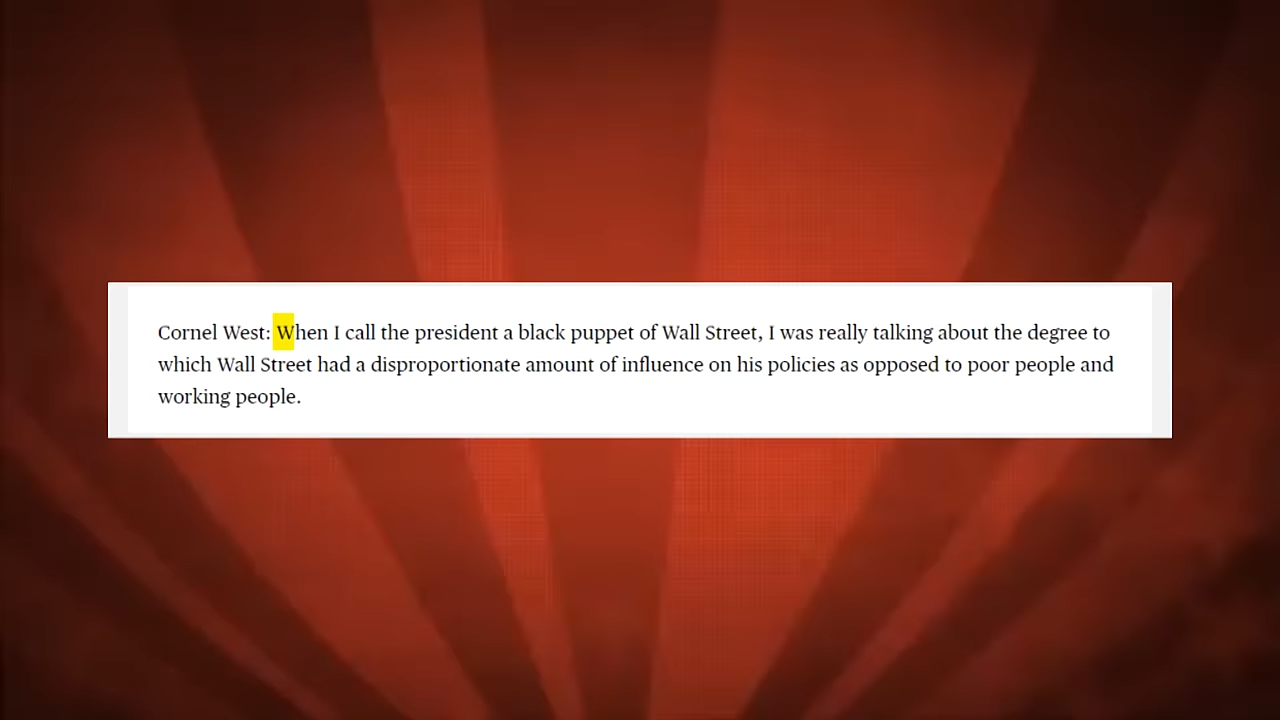 Cornel West: When I call the president a black puppet of Wall Street, I was really talking about the degree to
which Wall Street had a disproportionate amount of influence on his policies as opposed to poor people and
working people.